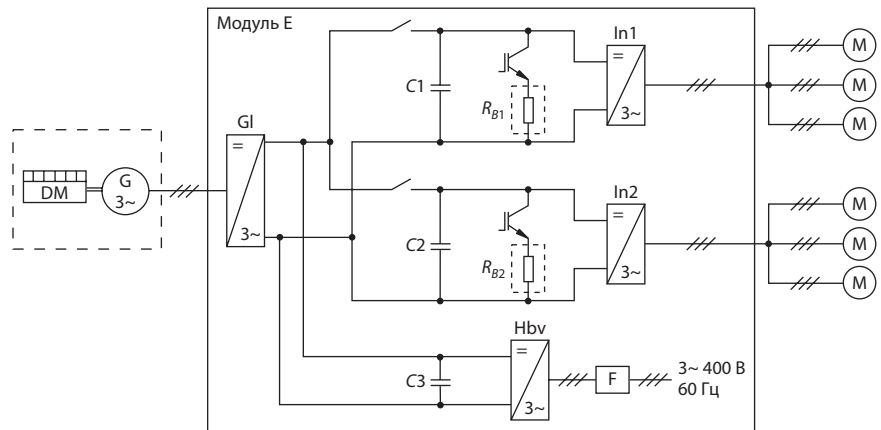 Модуль E
In1
C1
R_B1
=
3~
M
M
M
GI
=
3~
DM
G
3~
In2
C2
R_B2
=
3~
M
M
M
Hbv
C3
=
3~
F
3~ 400 В
60 Гц